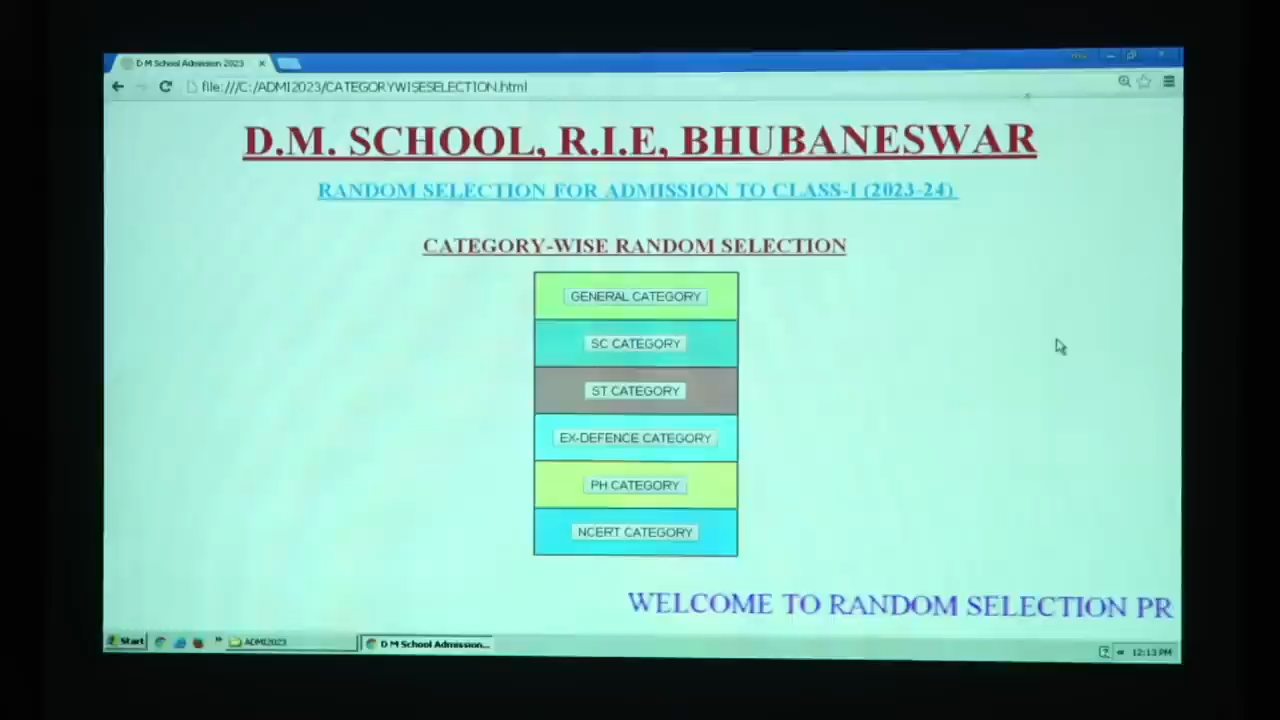 D M School Admission 2023
file:///C:/ADMI2023/CATEGORYWISESELECTION.html
D.M. SCHOOL, R.I.E, BHUBANESWAR
RANDOM SELECTION FOR ADMISSION TO CLASS-I (2023-24)
CATEGORY-WISE RANDOM SELECTION
GENERAL CATEGORY
SC CATEGORY
ST CATEGORY
EX-DEFENCE CATEGORY
PH CATEGORY
NCERT CATEGORY
WELCOME TO RANDOM SELECTION PR
Start
ADMI2023
D M School Admission...
12:13 PM